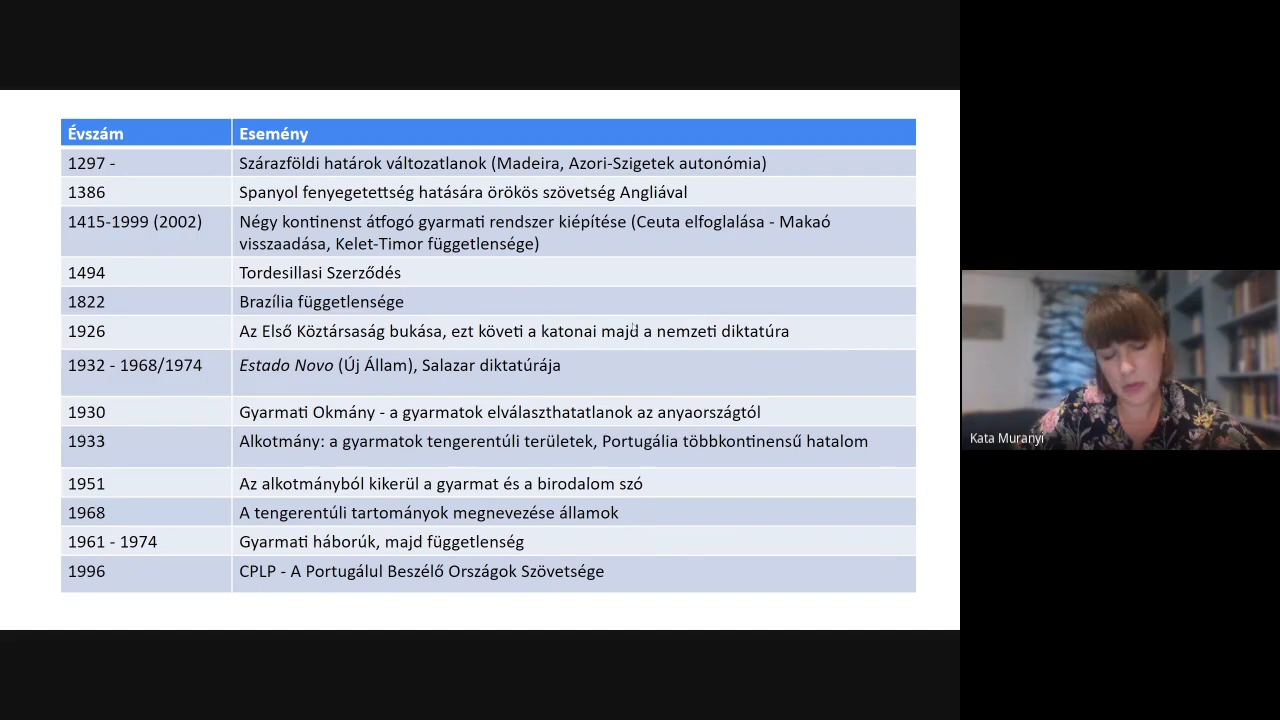 Évszám Esemény
1297 - Szárazföldi határok változatlanok (Madeira, Azori-Szigetek autonómia)
1386 Spanyol fenyegetettség hatására örökös szövetség Angliával
1415-1999 (2002) Négy kontinenst átfogó gyarmati rendszer kiépítése (Ceuta elfoglalása - Makaó
visszaadása, Kelet-Timor függetlensége)
1494 Tordesillasi Szerződés
1822 Brazília függetlensége
1926 Az Első Köztársaság bukása, ezt követi a katonai majd a nemzeti diktatúra
1932 - 1968/1974 Estado Novo (Új Állam), Salazar diktatúrája
1930 Gyarmati Okmány - a gyarmatok elválaszthatatlanok az anyaországtól
1933 Alkotmány: a gyarmatok tengerentúli területek, Portugália többkontinensű hatalom
1951 Az alkotmányból kikerül a gyarmat és a birodalom szó
1968 A tengerentúli tartományok megnevezése államok
1961 - 1974 Gyarmati háborúk, majd függetlenség
1996 CPLP - A Portugálul Beszélő Országok Szövetsége
Kata Muranyi